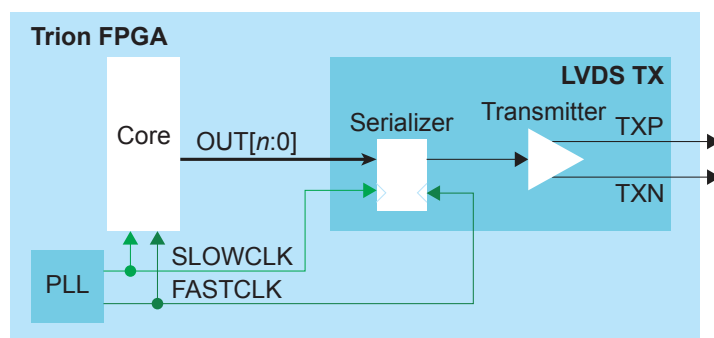 Trion FPGA
LVDS TX
Core
OUT[n:0]
Serializer
Transmitter
TXP
TXN
SLOWCLK
PLL
FASTCLK